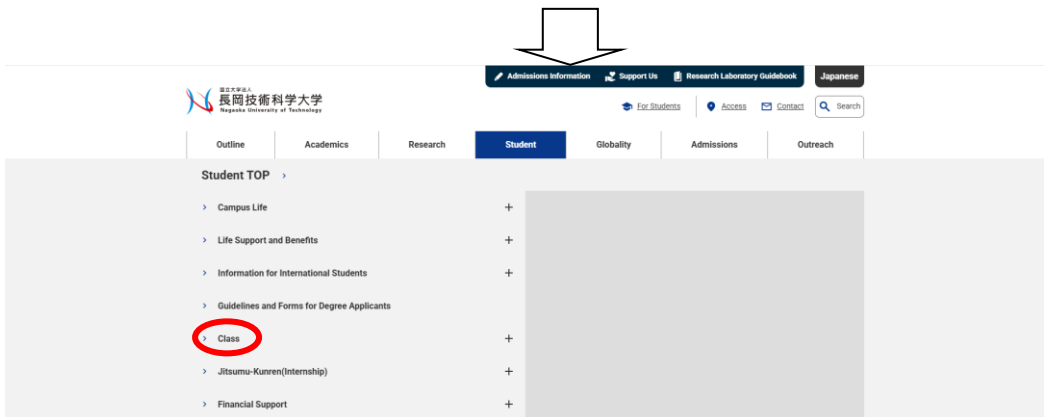 Admissions Information Support Us Research Laboratory Guidebook Japanese
国立大学法人
長岡技術科学大学
Nagaoka University of Technology
For Students Access Contact Search
Outline Academics Research Student Globality Admissions Outreach
Student TOP
Campus Life
Life Support and Benefits
Information for International Students
Guidelines and Forms for Degree Applicants
Class
Jitsumu-Kunren(Internship)
Financial Support